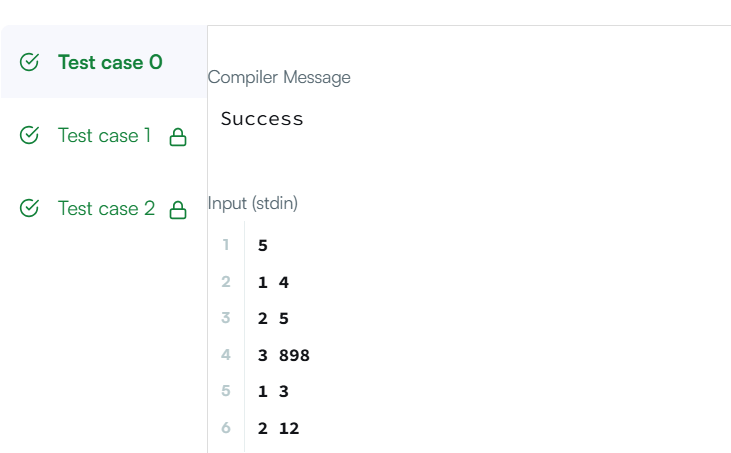 Test case 0
Test case 1
Test case 2
Compiler Message
Success
Input (stdin)
1 5
2 1 4
3 2 5
4 3 898
5 1 3
6 2 12